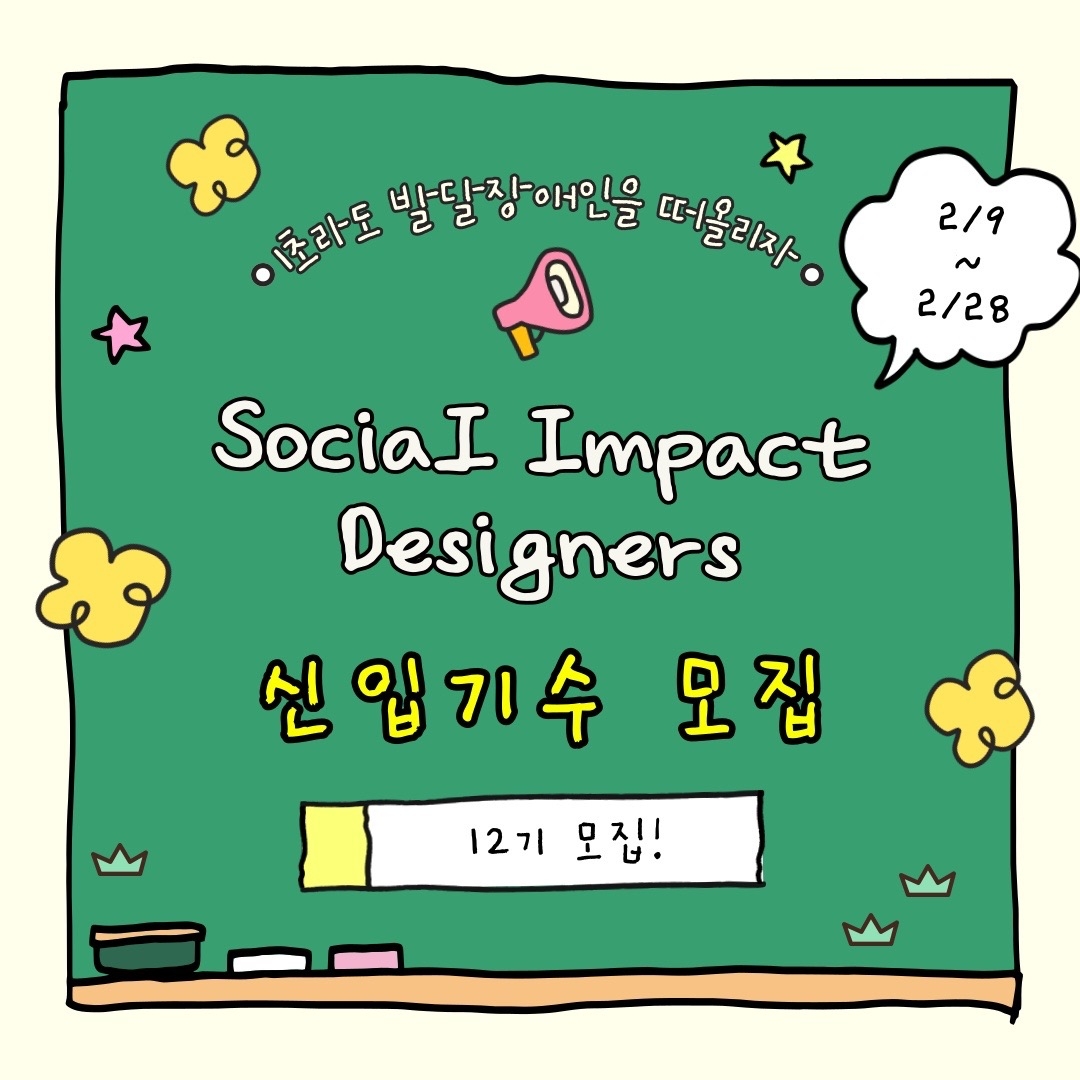 1초라도 발달장애인을 떠올리자
2/9
~
2/28
Social Impact
Designers
신입기수 모집
12기 모집!